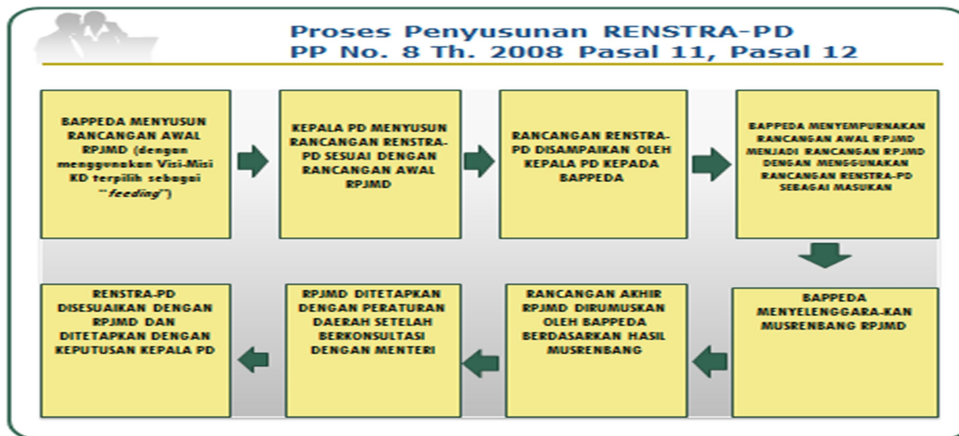 Proses Penyusunan RENSTRA-PD
PP No. 8 Th. 2008 Pasal 11, Pasal 12
BAPPEDA MENYUSUN
RANCANGAN AWAL
RPJMD (dengan
menggunakan Visi-Misi
KD terpilih sebagai
"feeding")
KEPALA PD MENYUSUN
RANCANGAN RENSTRA-
PD SESUAI DENGAN
RANCANGAN AWAL
RPJMD
RANCANGAN RENSTRA-
PD DISAMPAIKAN OLEH
KEPALA PD KEPADA
BAPPEDA
BAPPEDA MENYEMPURNAKAN
RANCANGAN AWAL RPJMD
MENJADI RANCANGAN RPJMD
DENGAN MENGGUNAKAN
RANCANGAN RENSTRA-PD
SEBAGAI MASUKAN
BAPPEDA
MENYELENGGARA-KAN
MUSRENBANG RPJMD
RANCANGAN AKHIR
RPJMD DIRUMUSKAN
OLEH BAPPEDA
BERDASARKAN HASIL
MUSRENBANG
RPJMD DITETAPKAN
DENGAN PERATURAN
DAERAH SETELAH
BERKONSULTASI
DENGAN MENTERI
RENSTRA-PD
DISESUAIKAN DENGAN
RPJMD DAN
DITETAPKAN DENGAN
KEPUTUSAN KEPALA PD